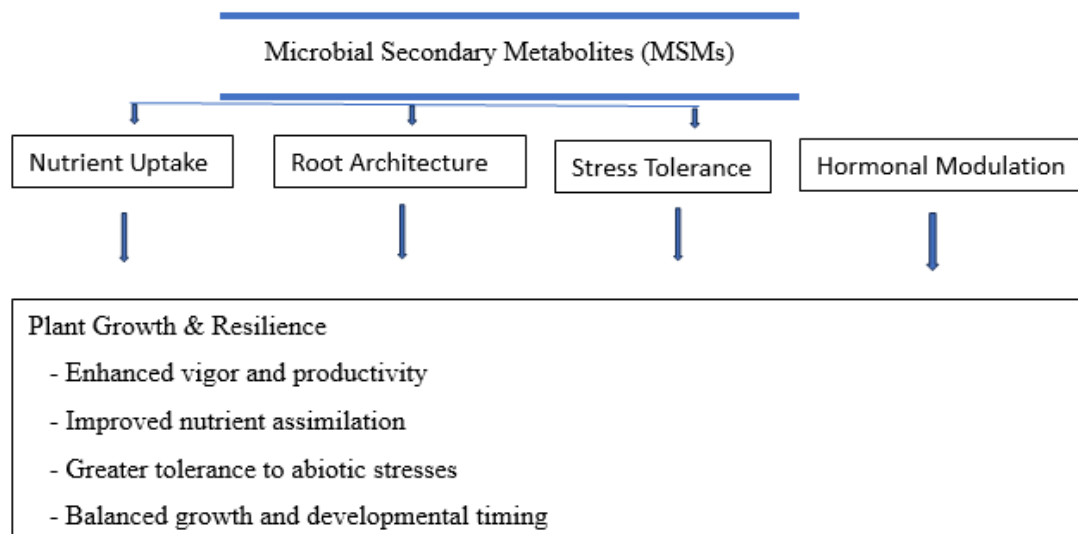 Microbial Secondary Metabolites (MSMs)
Nutrient Uptake
Root Architecture
Stress Tolerance
Hormonal Modulation
Plant Growth & Resilience
- Enhanced vigor and productivity
- Improved nutrient assimilation
- Greater tolerance to abiotic stresses
- Balanced growth and developmental timing